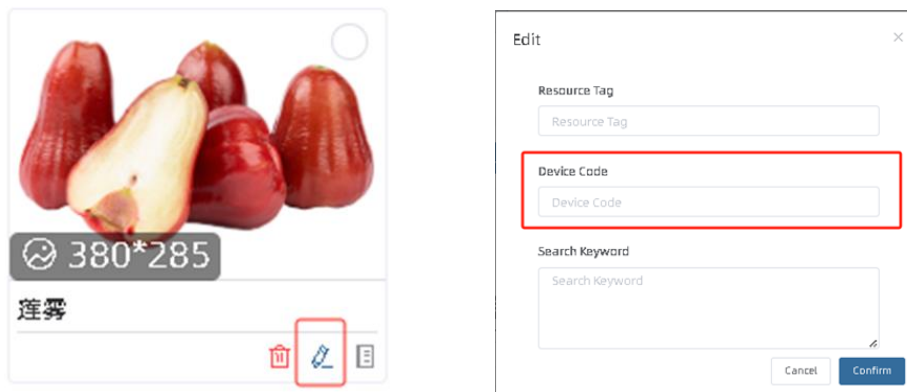 380*285
莲雾
Edit
Resource Tag
Resource Tag
Device Code
Device Code
Search Keyword
Search Keyword
Cancel
Confirm